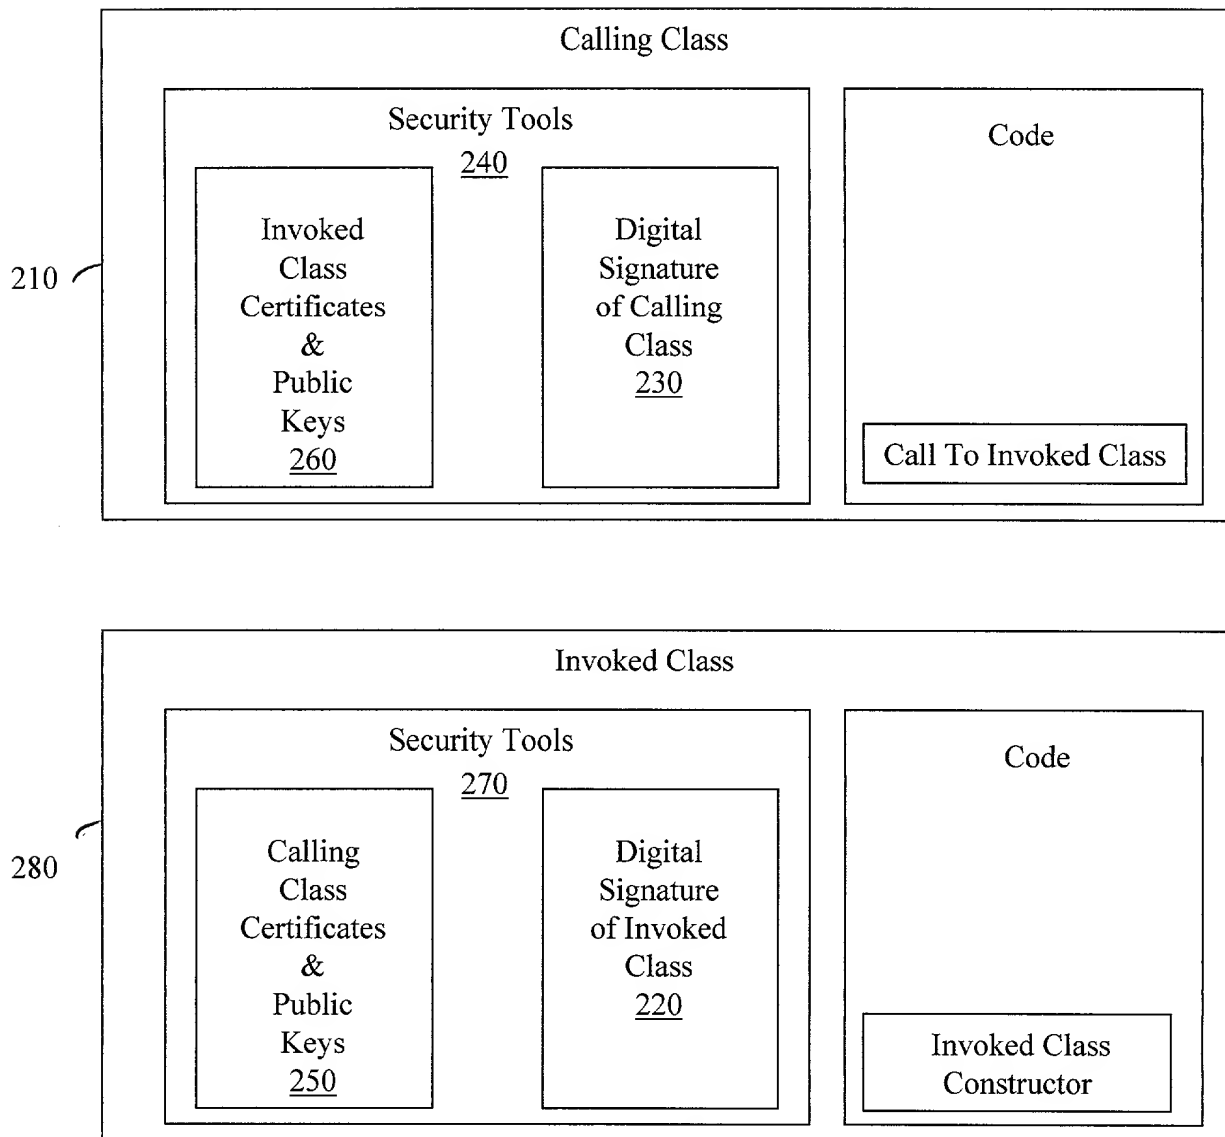 Calling Class
Security Tools
240
Invoked
Class
Certificates
&
Public
Keys
260
Digital
Signature
of Calling
Class
230
Code
Call To Invoked Class
210
Invoked Class
Security Tools
270
Calling
Class
Certificates
&
Public
Keys
250
Digital
Signature
of Invoked
Class
220
Code
Invoked Class
Constructor
280